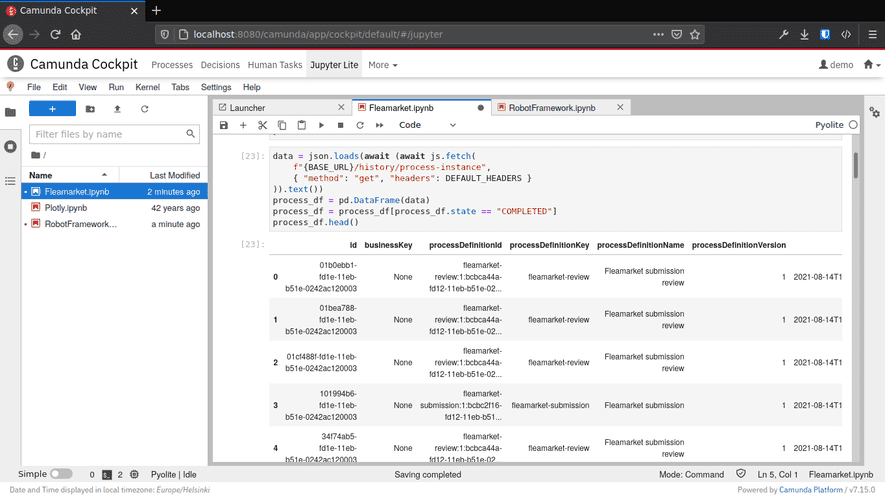 Camunda Cockpit
localhost:8080/camunda/app/cockpit/default/#/jupyter
Camunda Cockpit Processes Decisions Human Tasks Jupyter Lite More demo
File Edit View Run Kernel Tabs Settings Help
Launcher Fleamarket.ipynb RobotFramework.ipynb
Code Pyolite
Filter files by name
/
Name Last Modified
Fleamarket.ipynb 2 minutes ago
Plotly.ipynb 42 years ago
RobotFramework... a minute ago
[23]: data = json.loads(await (await js.fetch(
f"{BASE_URL}/history/process-instance",
{ "method": "get", "headers": DEFAULT_HEADERS }
)).text())
process_df = pd.DataFrame(data)
process_df = process_df[process_df.state == "COMPLETED"]
process_df.head()
[23]: id businessKey processDefinitionId processDefinitionKey processDefinitionName processDefinitionVersion
0 01b0ebb1-fd1e-11eb-b51e-0242ac120003 None fleamarket-review:1:bcbca44a-fd12-11eb-b51e-02... fleamarket-review Fleamarket submission review 1 2021-08-14T1
1 01bea788-fd1e-11eb-b51e-0242ac120003 None fleamarket-review:1:bcbca44a-fd12-11eb-b51e-02... fleamarket-review Fleamarket submission review 1 2021-08-14T1
2 01cf488f-fd1e-11eb-b51e-0242ac120003 None fleamarket-review:1:bcbca44a-fd12-11eb-b51e-02... fleamarket-review Fleamarket submission review 1 2021-08-14T1
3 101994b6-fd1e-11eb-b51e-0242ac120003 None fleamarket-submission:1:bcbc2f16-fd12-11eb-b51... fleamarket-submission Fleamarket Submission 1 2021-08-14T1
4 34f74ab5-fd1e-11eb-b51e-0242ac120003 None fleamarket-review:1:bcbca44a-fd12-11eb-b51e-02... fleamarket-review Fleamarket submission review 1 2021-08-14T1
Simple 0 2 Pyolite | Idle Saving completed Mode: Command Ln 5, Col 1 Fleamarket.ipynb
Date and Time displayed in local timezone: Europe/Helsinki Powered by Camunda Platform / v7.15.0